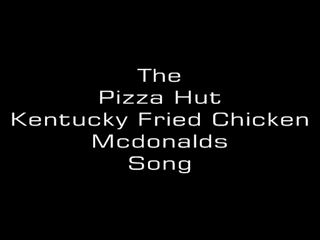 The
Pizza Hut
Kentucky Fried Chicken
Mcdonalds
Song